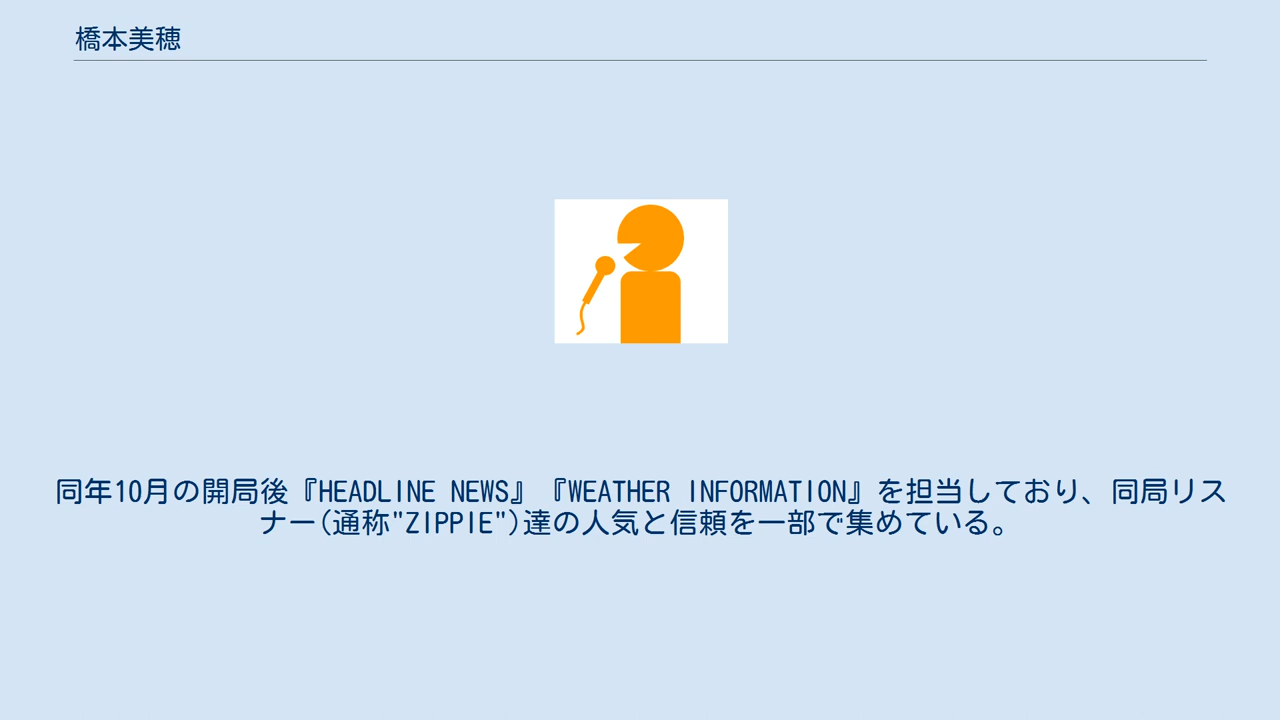 橋本美穂
同年10月の開局後『HEADLINE NEWS』『WEATHER INFORMATION』を担当しており、同局リス
ナー(通称"ZIPPIE")達の人気と信頼を一部で集めている。